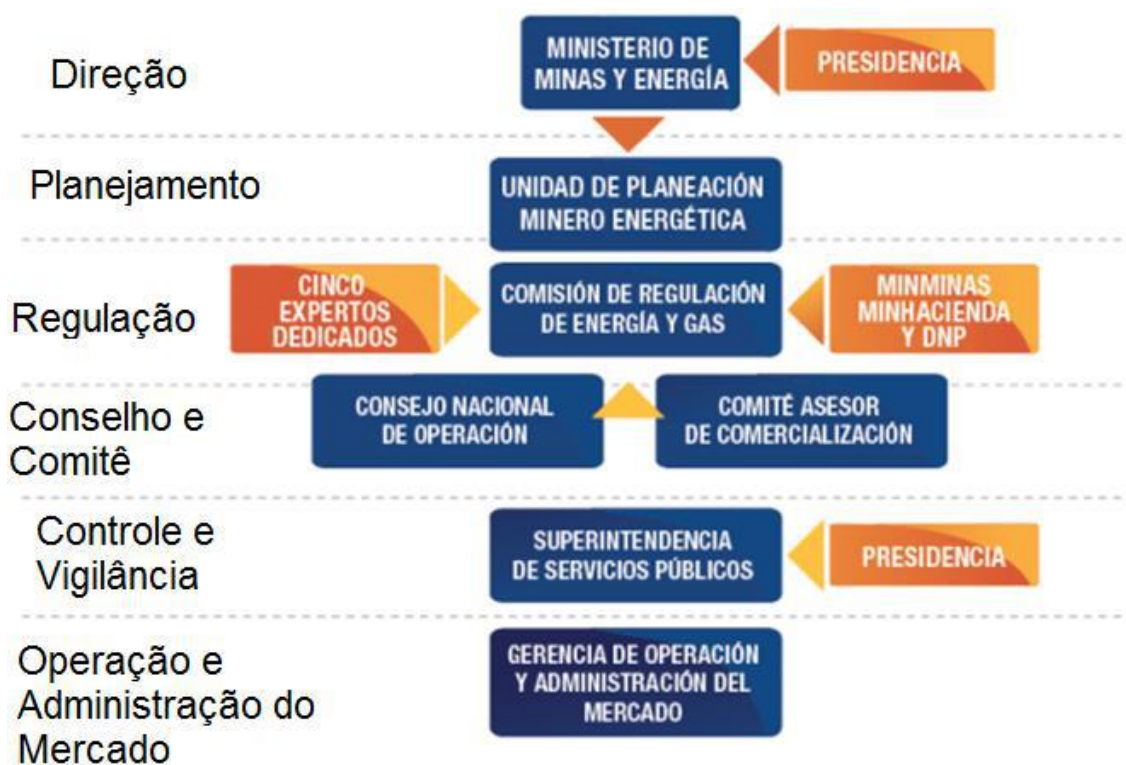 Direção
MINISTERIO DE
MINAS Y ENERGÍA
PRESIDENCIA
Planejamento
UNIDAD DE PLANEACIÓN
MINERO ENERGÉTICA
Regulação
CINCO
EXPERTOS
DEDICADOS
COMISIÓN DE REGULACIÓN
DE ENERGÍA Y GAS
MINMINAS
MINHACIENDA
Y DNP
Conselho e
Comitê
CONSEJO NACIONAL
DE OPERACIÓN
COMITÉ ASESOR
DE COMERCIALIZACIÓN
Controle e
Vigilância
SUPERINTENDENCIA
DE SERVICIOS PÚBLICOS
PRESIDENCIA
Operação e
Administração do
Mercado
GERENCIA DE OPERACIÓN
Y ADMINISTRACIÓN DEL
MERCADO